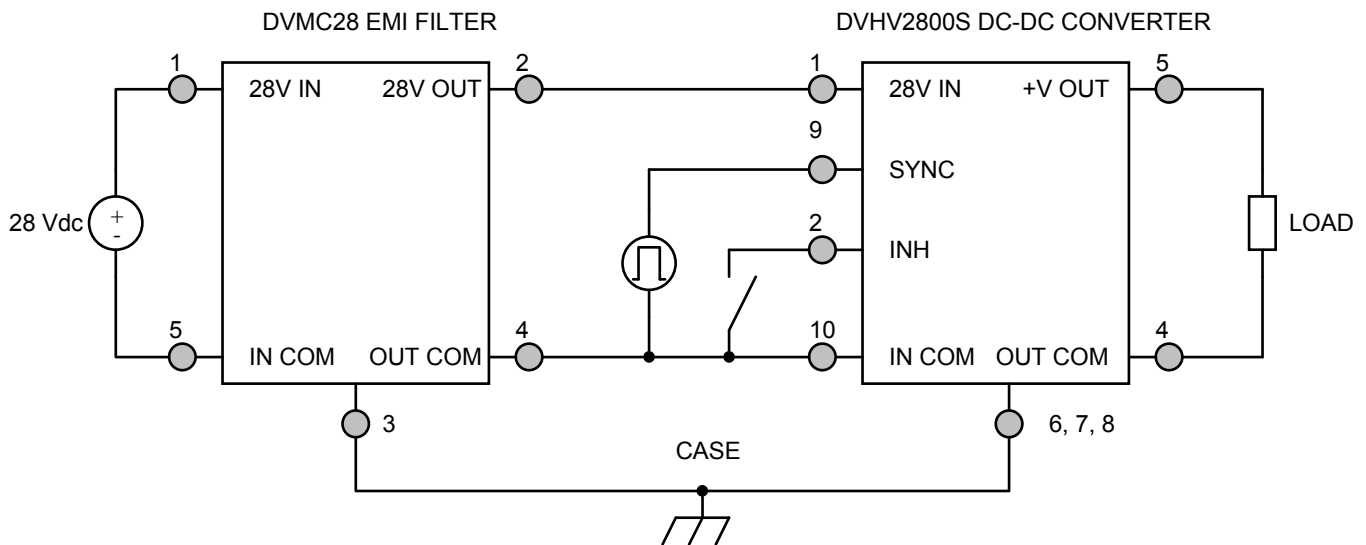 DVMC28 EMI FILTER
DVHV2800S DC-DC CONVERTER
1
2
1
5
28V IN
28V OUT
28V IN
+V OUT
9
SYNC
28 Vdc
+
-
2
INH
LOAD
5
4
10
4
IN COM
OUT COM
IN COM
OUT COM
3
6, 7, 8
CASE